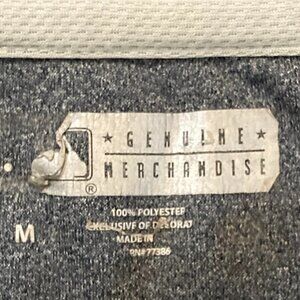 ★ GENUINE ★
MERCHANDISE
®
100% POLYESTER
EXCLUSIVE OF DECORAT
M
MADE IN
RN#77386